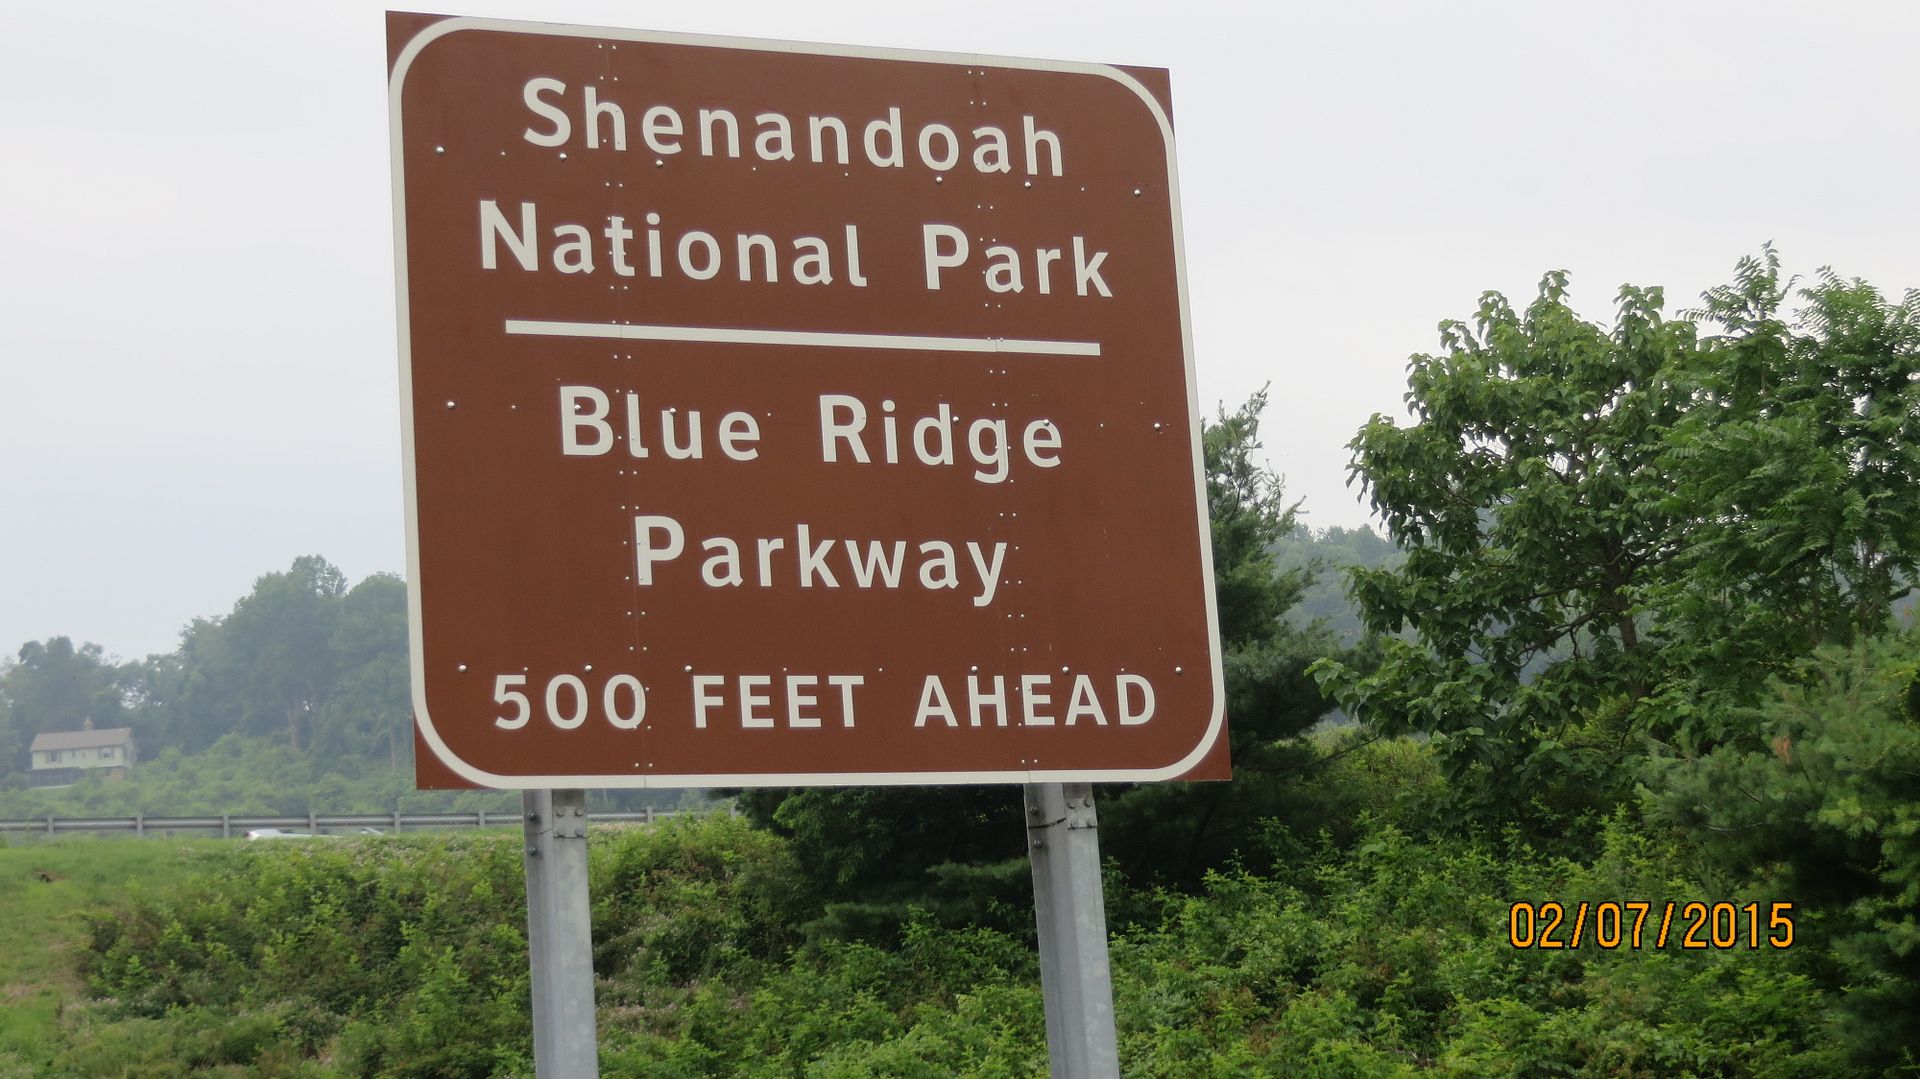 Shenandoah
National Park
Blue Ridge
Parkway
500 FEET AHEAD
02/07/2015